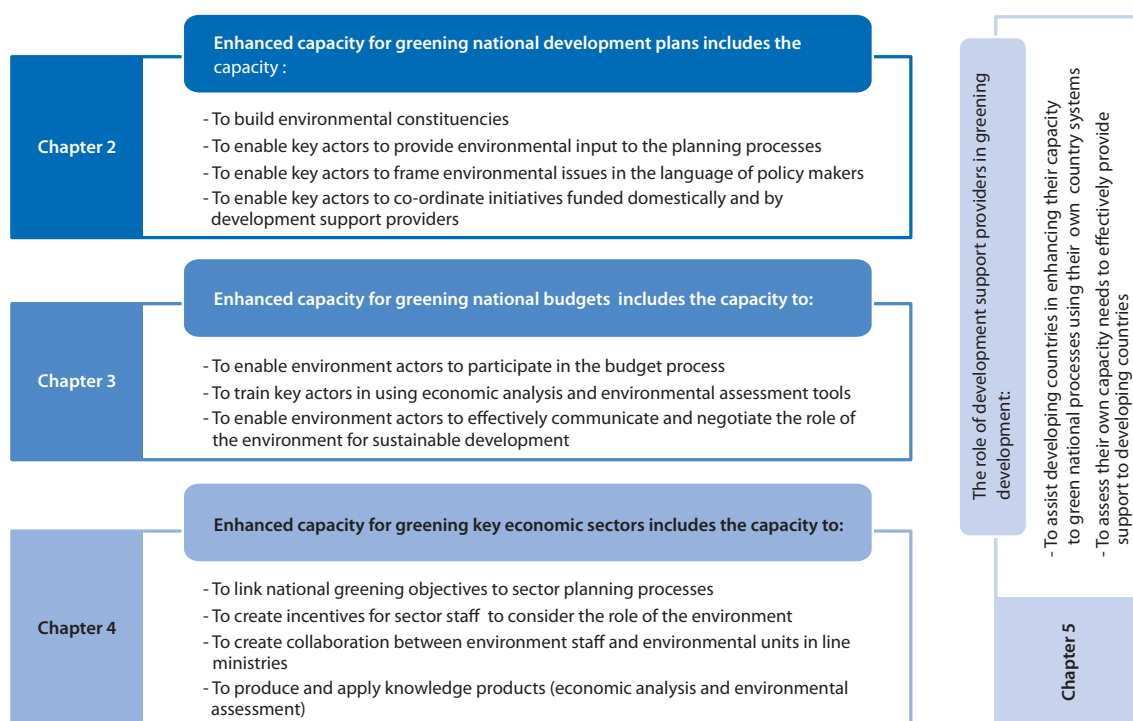 Enhanced capacity for greening national development plans includes the
capacity :
Chapter 2
- To build environmental constituencies
- To enable key actors to provide environmental input to the planning processes
- To enable key actors to frame environmental issues in the language of policy makers
- To enable key actors to co-ordinate initiatives funded domestically and by
development support providers
Enhanced capacity for greening national budgets includes the capacity to:
Chapter 3
- To enable environment actors to participate in the budget process
- To train key actors in using economic analysis and environmental assessment tools
- To enable environment actors to effectively communicate and negotiate the role of
the environment for sustainable development
Enhanced capacity for greening key economic sectors includes the capacity to:
Chapter 4
- To link national greening objectives to sector planning processes
- To create incentives for sector staff to consider the role of the environment
- To create collaboration between environment staff and environmental units in line
ministries
- To produce and apply knowledge products (economic analysis and environmental
assessment)
Chapter 5
The role of development support providers in greening
development:
- To assist developing countries in enhancing their capacity
to green national processes using their own country systems
- To assess their own capacity needs to effectively provide
support to developing countries